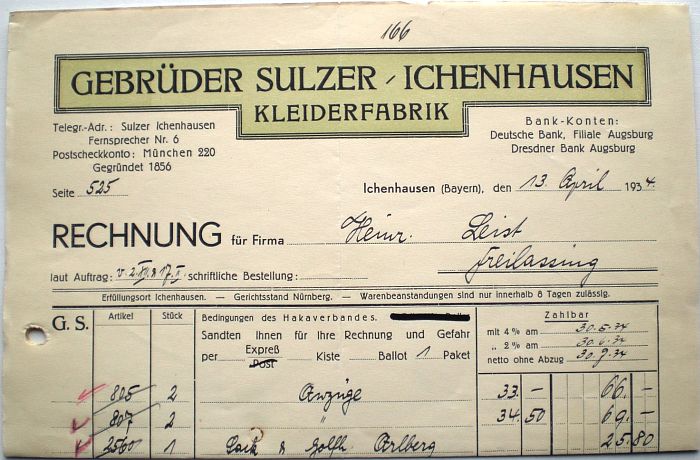 166
GEBRÜDER SULZER / ICHENHAUSEN
KLEIDERFABRIK
Telegr.-Adr.: Sulzer Ichenhausen
Fernsprecher Nr. 6
Postscheckkonto: München 220
Gegründet 1856
Bank-Konten:
Deutsche Bank, Filiale Augsburg
Dresdner Bank Augsburg
Seite 525
Ichenhausen (Bayern), den 13. April 1934.
RECHNUNG für Firma Heinr. Leist
Freilassing
laut Auftrag: schriftliche Bestellung:
Erfüllungsort Ichenhausen. — Gerichtsstand Nürnberg. — Warenbeanstandungen sind nur innerhalb 8 Tagen zulässig.
G. S. Artikel Stück
Bedingungen des Hakaverbandes.
Sandten Ihnen für Ihre Rechnung und Gefahr
per Expreß Post Kiste Ballot 1 Paket
Zahlbar
mit 4% am 30.5.34
„ 2% am 30.6.34
netto ohne Abzug 30.9.34
805 2 Anzüge 33.- 66.-
807 2 " 34.50 69.-
2560 1 & Golfh. Arlberg 25.80